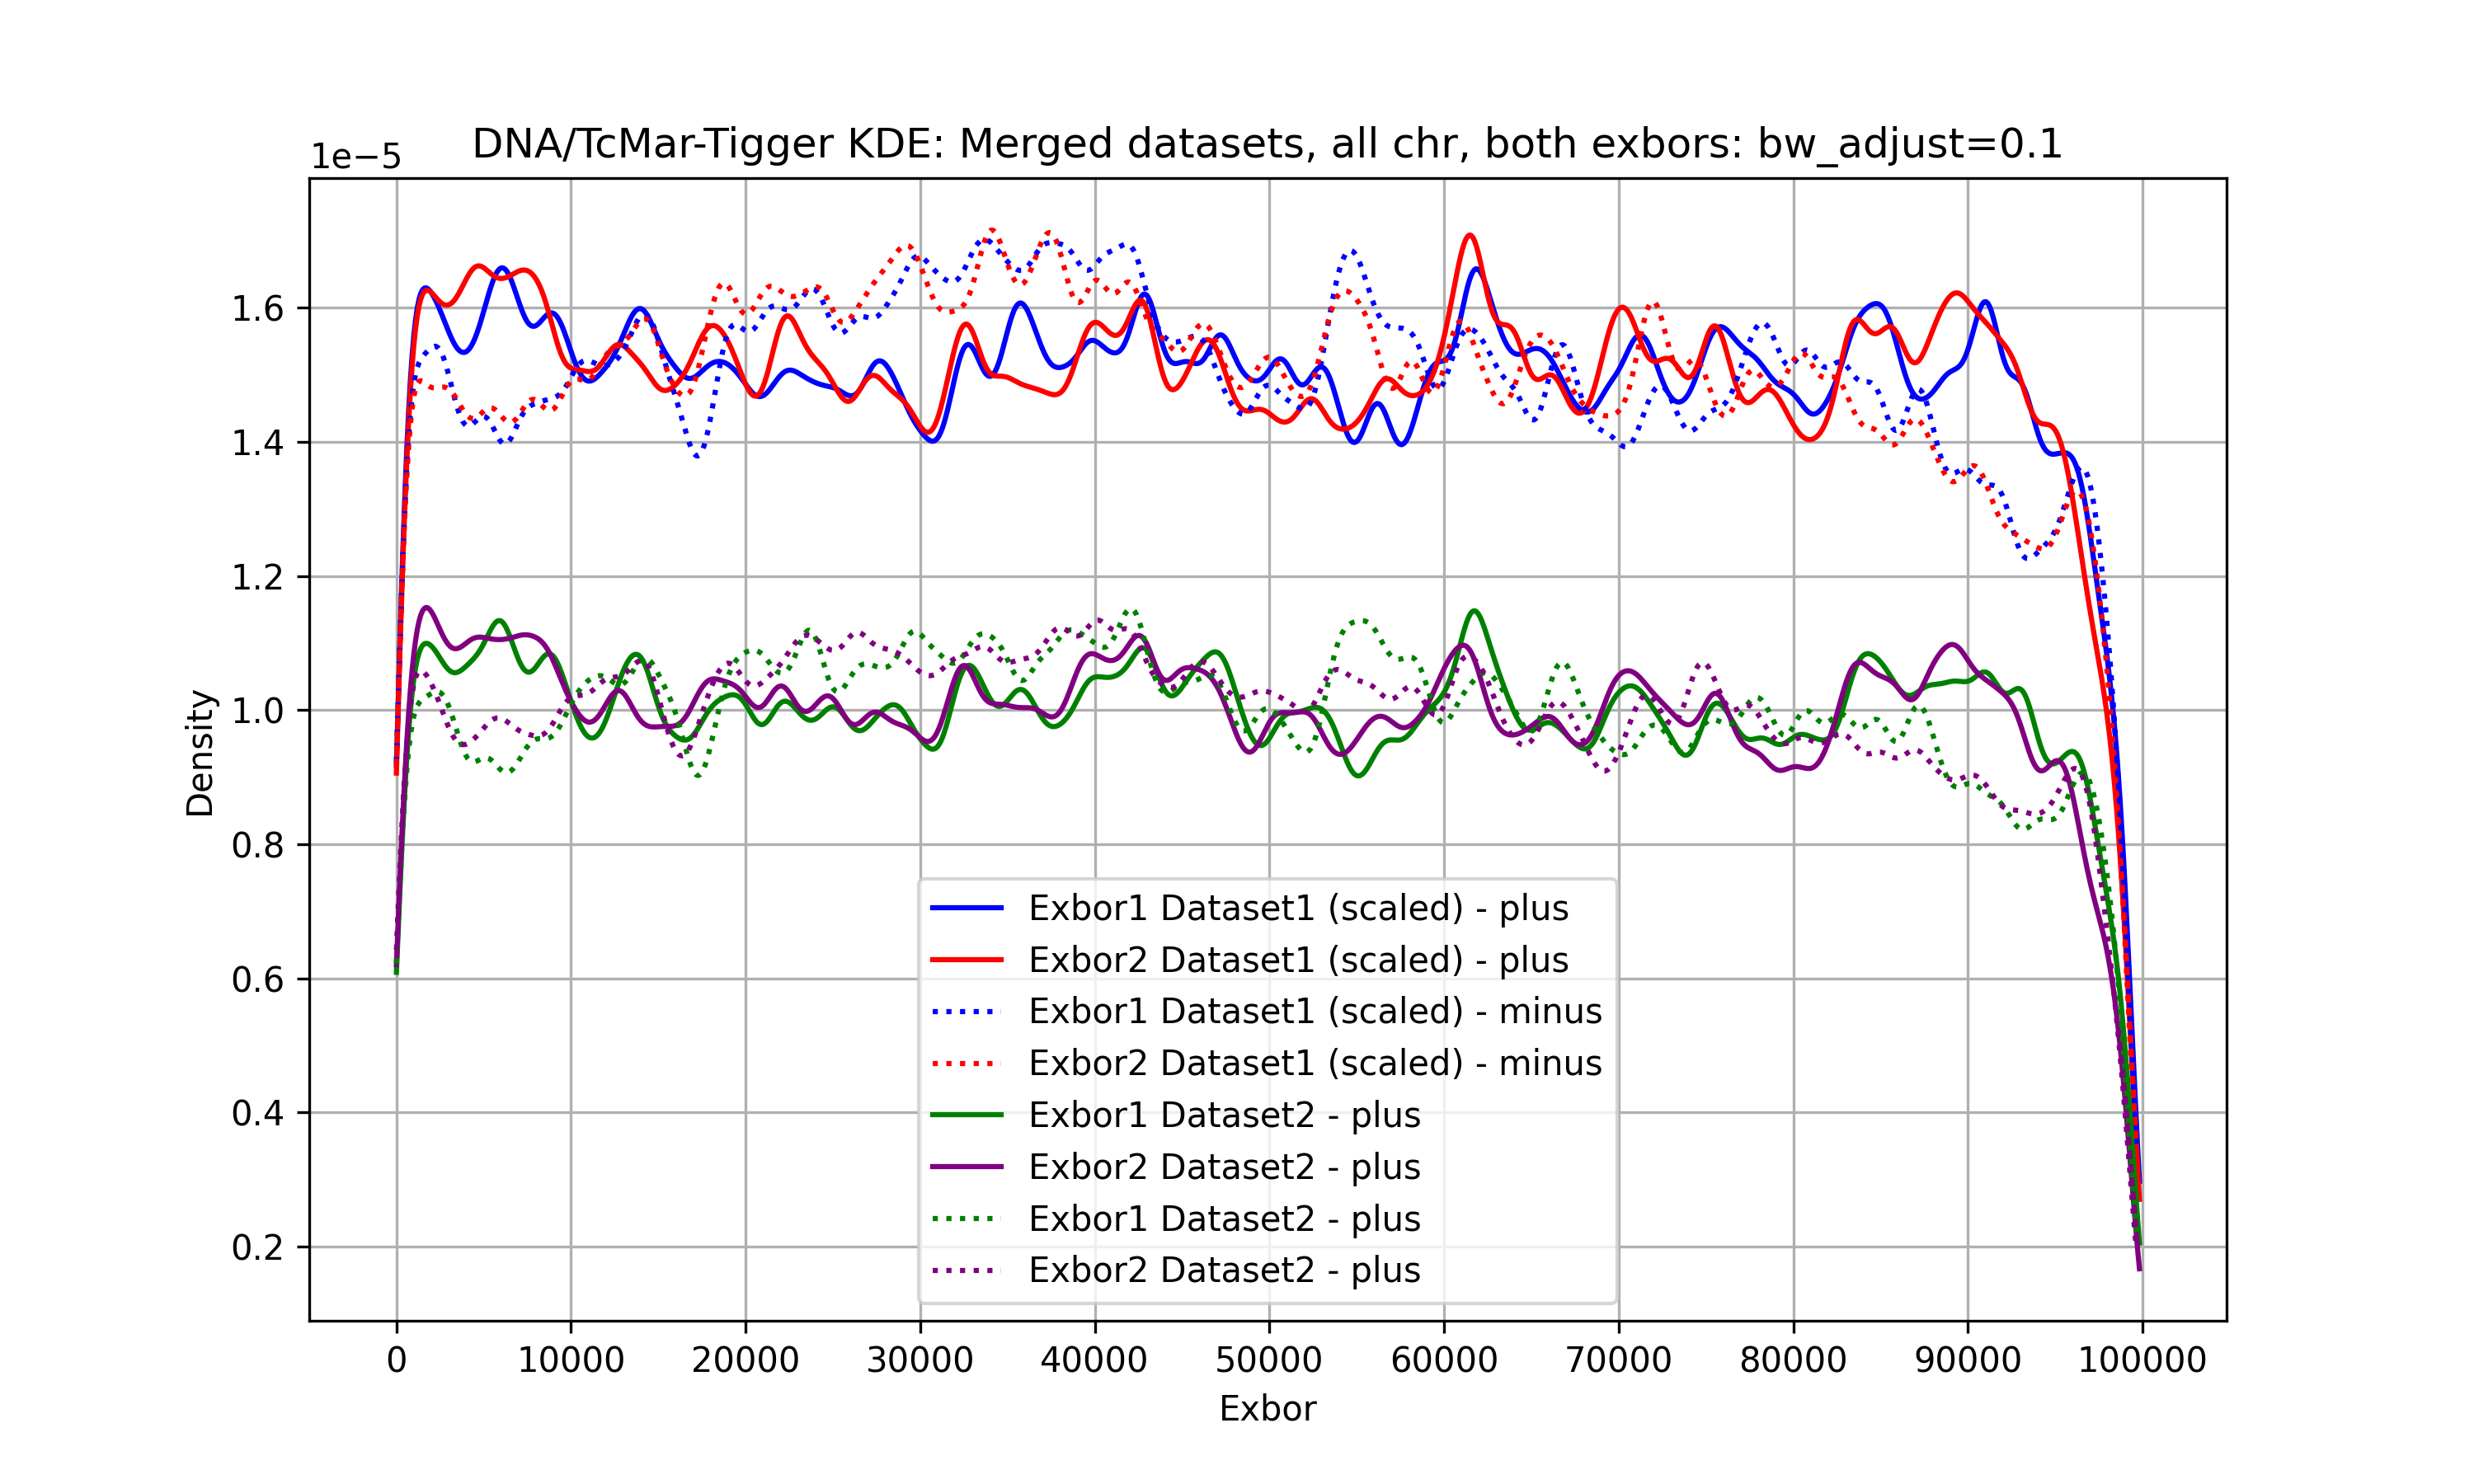 DNA/TcMar-Tigger KDE: Merged datasets, all chr, both exbors: bw_adjust=0.1
1e−5
1.6
1.4
1.2
1.0
0.8
0.6
0.4
0.2
Density
Exbor1 Dataset1 (scaled) - plus
Exbor2 Dataset1 (scaled) - plus
Exbor1 Dataset1 (scaled) - minus
Exbor2 Dataset1 (scaled) - minus
Exbor1 Dataset2 - plus
Exbor2 Dataset2 - plus
Exbor1 Dataset2 - plus
Exbor2 Dataset2 - plus
0 10000 20000 30000 40000 50000 60000 70000 80000 90000 100000
Exbor